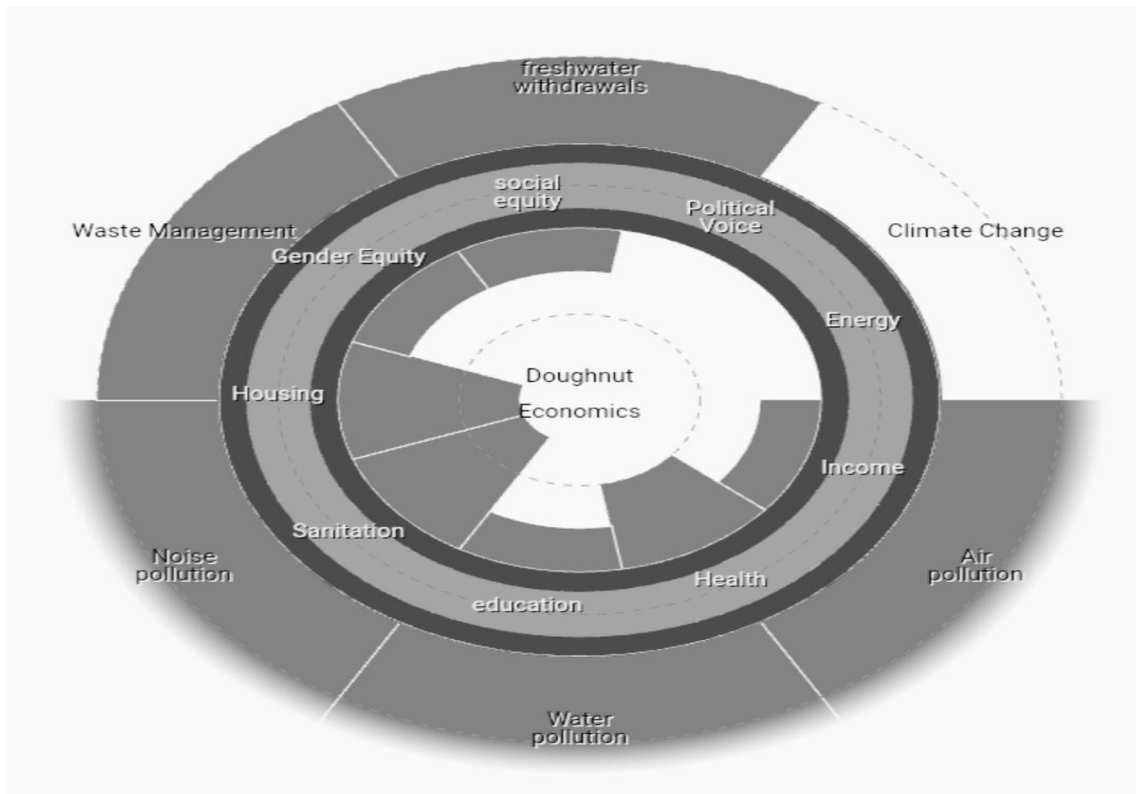 freshwater
withdrawals
social
equity
Political
Voice
Waste Management
Climate Change
Gender Equity
Energy
Doughnut
Housing
Economics
Income
Sanitation
Noise
pollution
Air
pollution
Health
education
Water
pollution